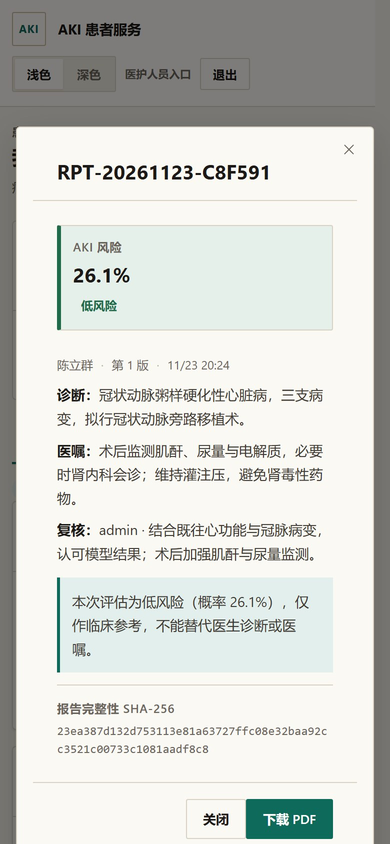 AKI
AKI 患者服务
浅色
深色
医护人员入口
退出
RPT-20261123-C8F591
AKI 风险
26.1%
低风险
陈立群 · 第 1 版 · 11/23 20:24
诊断：冠状动脉粥样硬化性心脏病，三支病
变，拟行冠状动脉旁路移植术。
医嘱：术后监测肌酐、尿量与电解质，必要
时肾内科会诊；维持灌注压，避免肾毒性药
物。
复核：admin · 结合既往心功能与冠脉病变，
认可模型结果；术后加强肌酐与尿量监测。
本次评估为低风险（概率 26.1%），仅
作临床参考，不能替代医生诊断或医
嘱。
报告完整性 SHA-256
23ea387d132d753113e81a63727ffc08e32baa92c
c3521c00733c1081aadf8c8
关闭
下载 PDF